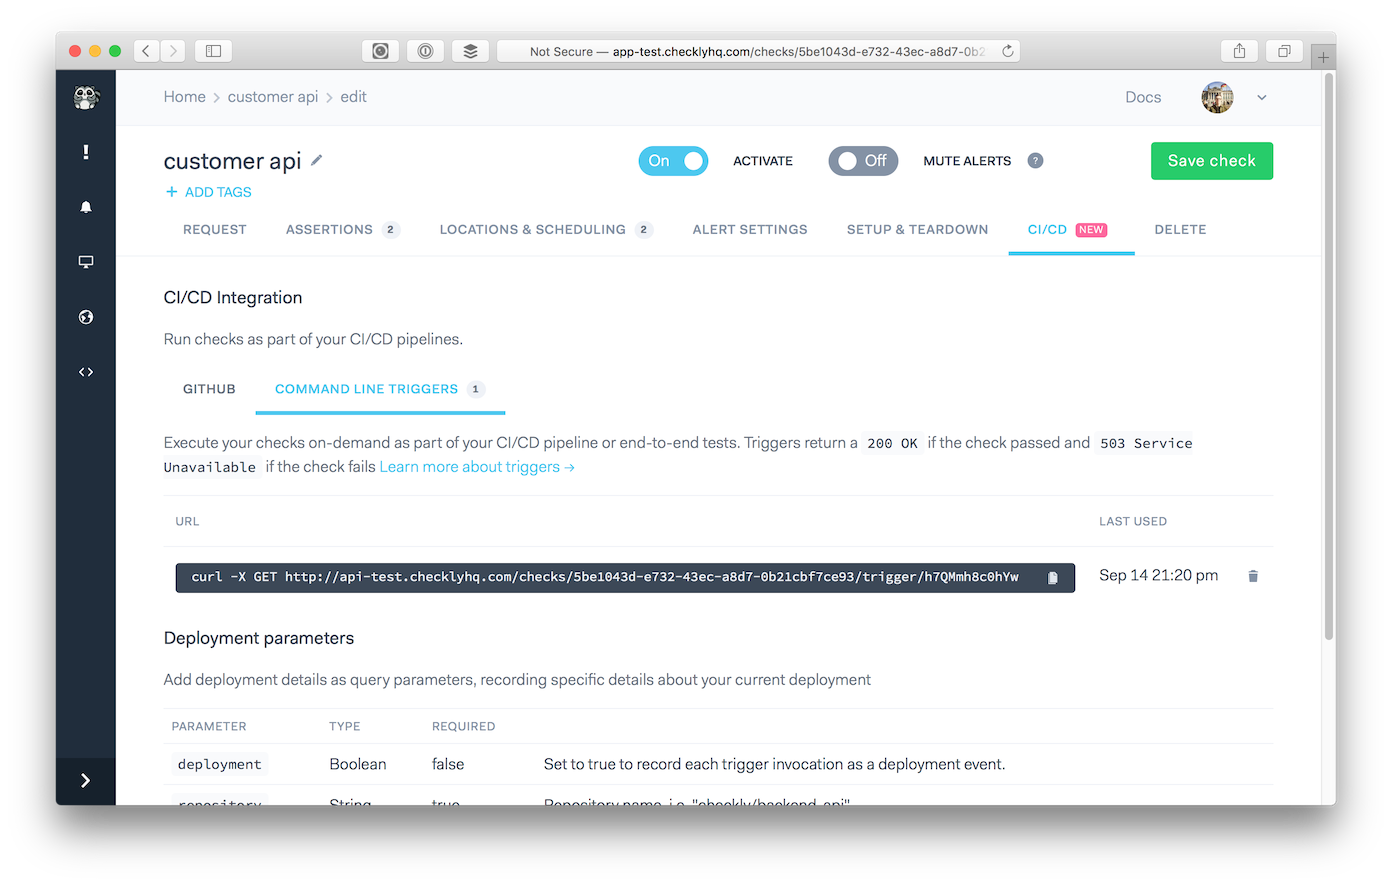 Not Secure — app-test.checklyhq.com/checks/5be1043d-e732-43ec-a8d7-0b2
Home > customer api > edit
Docs
customer api
On ACTIVATE
Off MUTE ALERTS ?
Save check
+ ADD TAGS
REQUEST ASSERTIONS 2 LOCATIONS & SCHEDULING 2 ALERT SETTINGS SETUP & TEARDOWN CI/CD NEW DELETE
CI/CD Integration
Run checks as part of your CI/CD pipelines.
GITHUB COMMAND LINE TRIGGERS 1
Execute your checks on-demand as part of your CI/CD pipeline or end-to-end tests. Triggers return a 200 OK if the check passed and 503 Service
Unavailable if the check fails Learn more about triggers →
URL LAST USED
curl -X GET http://api-test.checklyhq.com/checks/5be1043d-e732-43ec-a8d7-0b21cbf7ce93/trigger/h7QMmh8c0hYw Sep 14 21:20 pm
Deployment parameters
Add deployment details as query parameters, recording specific details about your current deployment
PARAMETER TYPE REQUIRED
deployment Boolean false Set to true to record each trigger invocation as a deployment event.
repository String true Repository name, i.e. "checkly/backend-api"